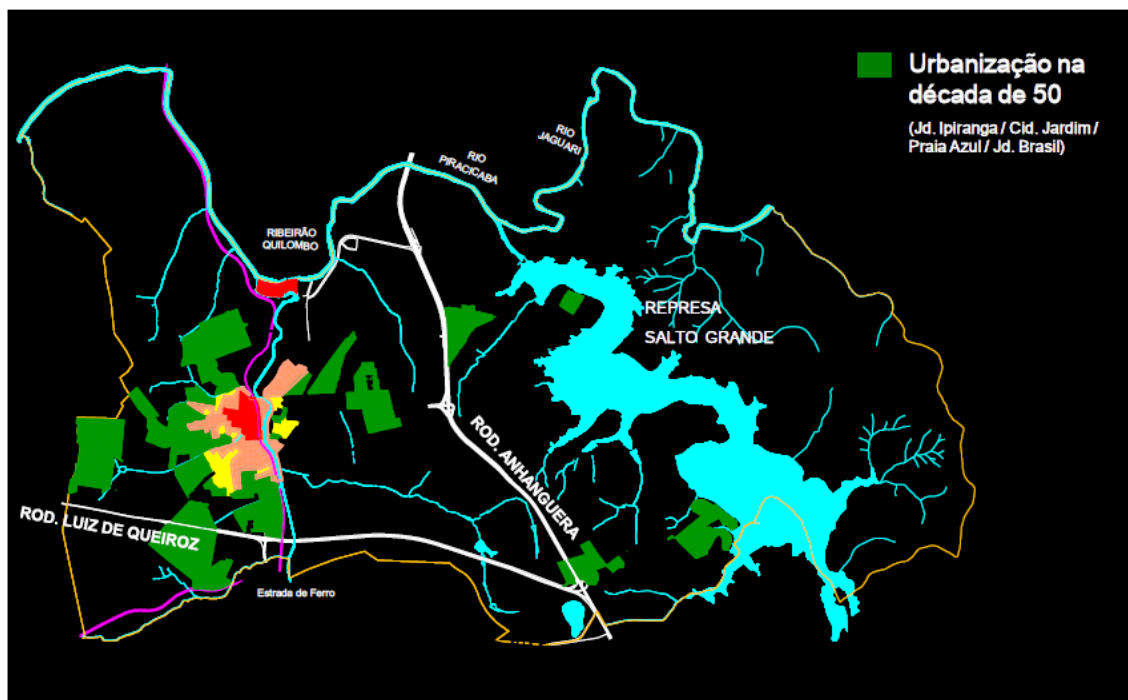 Urbanização na
década de 50
(Jd. Ipiranga / Cid. Jardim /
Praia Azul / Jd. Brasil)
RIO
JAGUARI
RIO
PIRACICABA
RIBEIRÃO
QUILOMBO
REPRESA
SALTO GRANDE
ROD. ANHANGUERA
ROD. LUIZ DE QUEIROZ
Estrada de Ferro